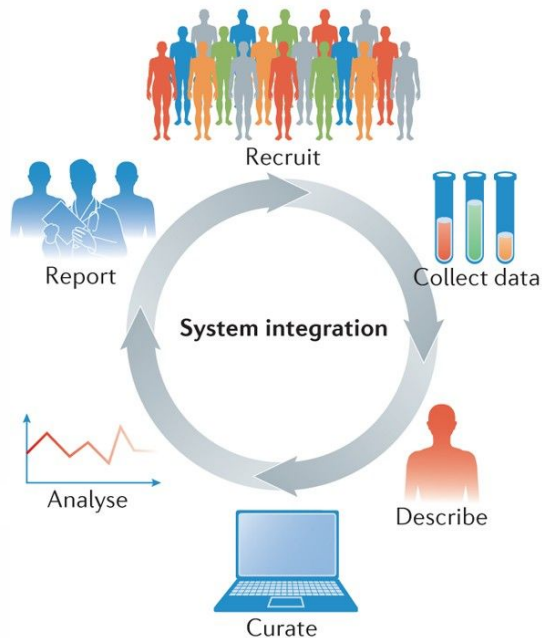 Recruit
Collect data
Describe
Curate
Analyse
Report
System integration